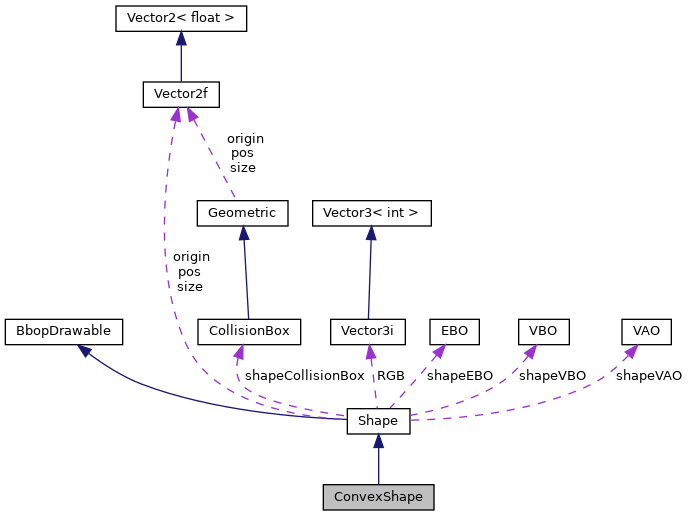 Vector2< float >
Vector2f
origin
pos
size
Geometric
Vector3< int >
origin
pos
size
BbopDrawable
CollisionBox
Vector3i
EBO
VBO
VAO
shapeCollisionBox
RGB
shapeEBO
shapeVBO
shapeVAO
Shape
ConvexShape